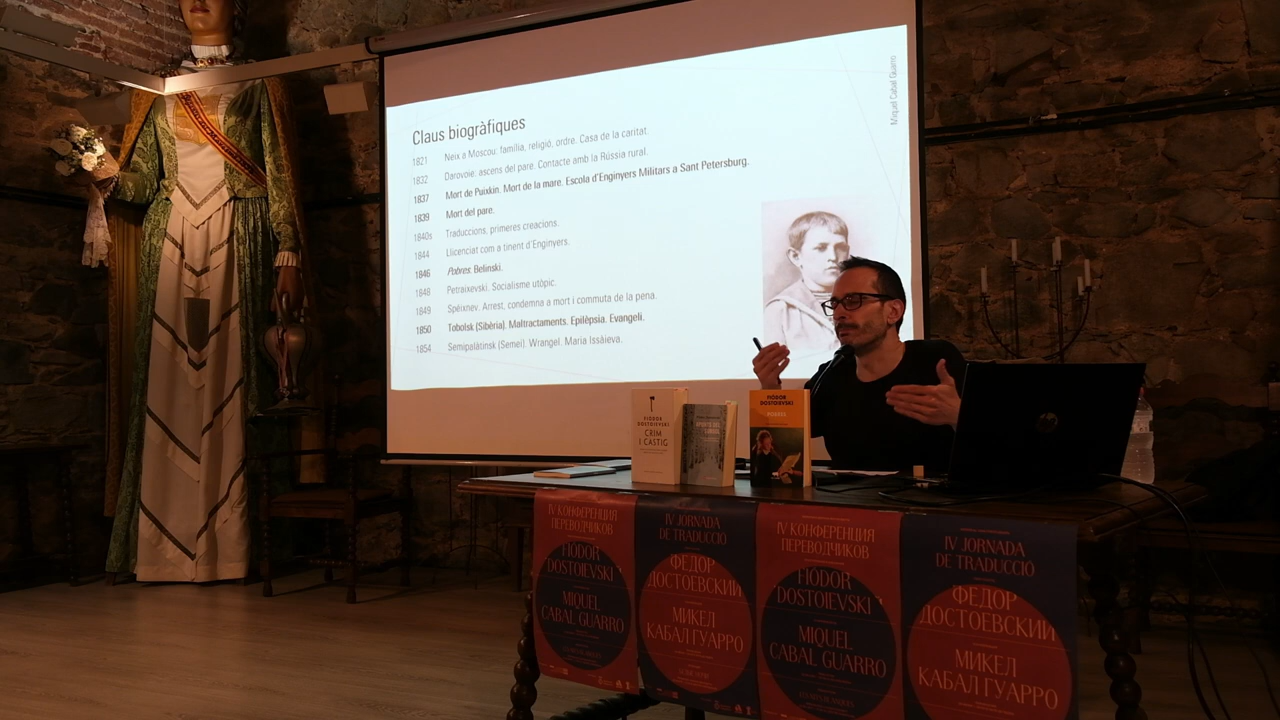 Miquel Cabal Guarro
Claus biogràfiques
1821 Neix a Moscou: família, religió, ordre. Casa de la caritat.
1832 Darovoie: ascens del pare. Contacte amb la Rússia rural.
1837 Mort de Puixkin. Mort de la mare. Escola d'Enginyers Militars a Sant Petersburg.
1839 Mort del pare.
1840s Traduccions, primeres creacions.
1844 Llicenciat com a tinent d'Enginyers.
1846 Pobres. Belinski.
1848 Petraixevski. Socialisme utòpic.
1849 Spéixnev. Arrest, condemna a mort i commuta de la pena.
1850 Tobolsk (Sibèria). Maltractaments. Epilèpsia. Evangeli.
1854 Semipalàtinsk (Semei). Wrangel. Maria Issàieva.
FIÓDOR
DOSTOIEVSKI
CRIM
I CÀSTIG
FIÓDOR
DOSTOIEVSKI
POBRES
IV КОНФЕРЕНЦИЯ
ПЕРЕВОДЧИКОВ
FIÓDOR
DOSTOIEVSKI
MIQUEL
CABAL GUARRO
IV JORNADA
DE TRADUCCIÓ
ФЕДОР
ДОСТОЕВСКИЙ
МИКЕЛ
КАБАЛ ГУАРРО
IV КОНФЕРЕНЦИЯ
ПЕРЕВОДЧИКОВ
FIÓDOR
DOSTOIEVSKI
MIQUEL
CABAL GUARRO
IV JORNADA
DE TRADUCCIÓ
ФЕДОР
ДОСТОЕВСКИЙ
МИКЕЛ
КАБАЛ ГУАРРО